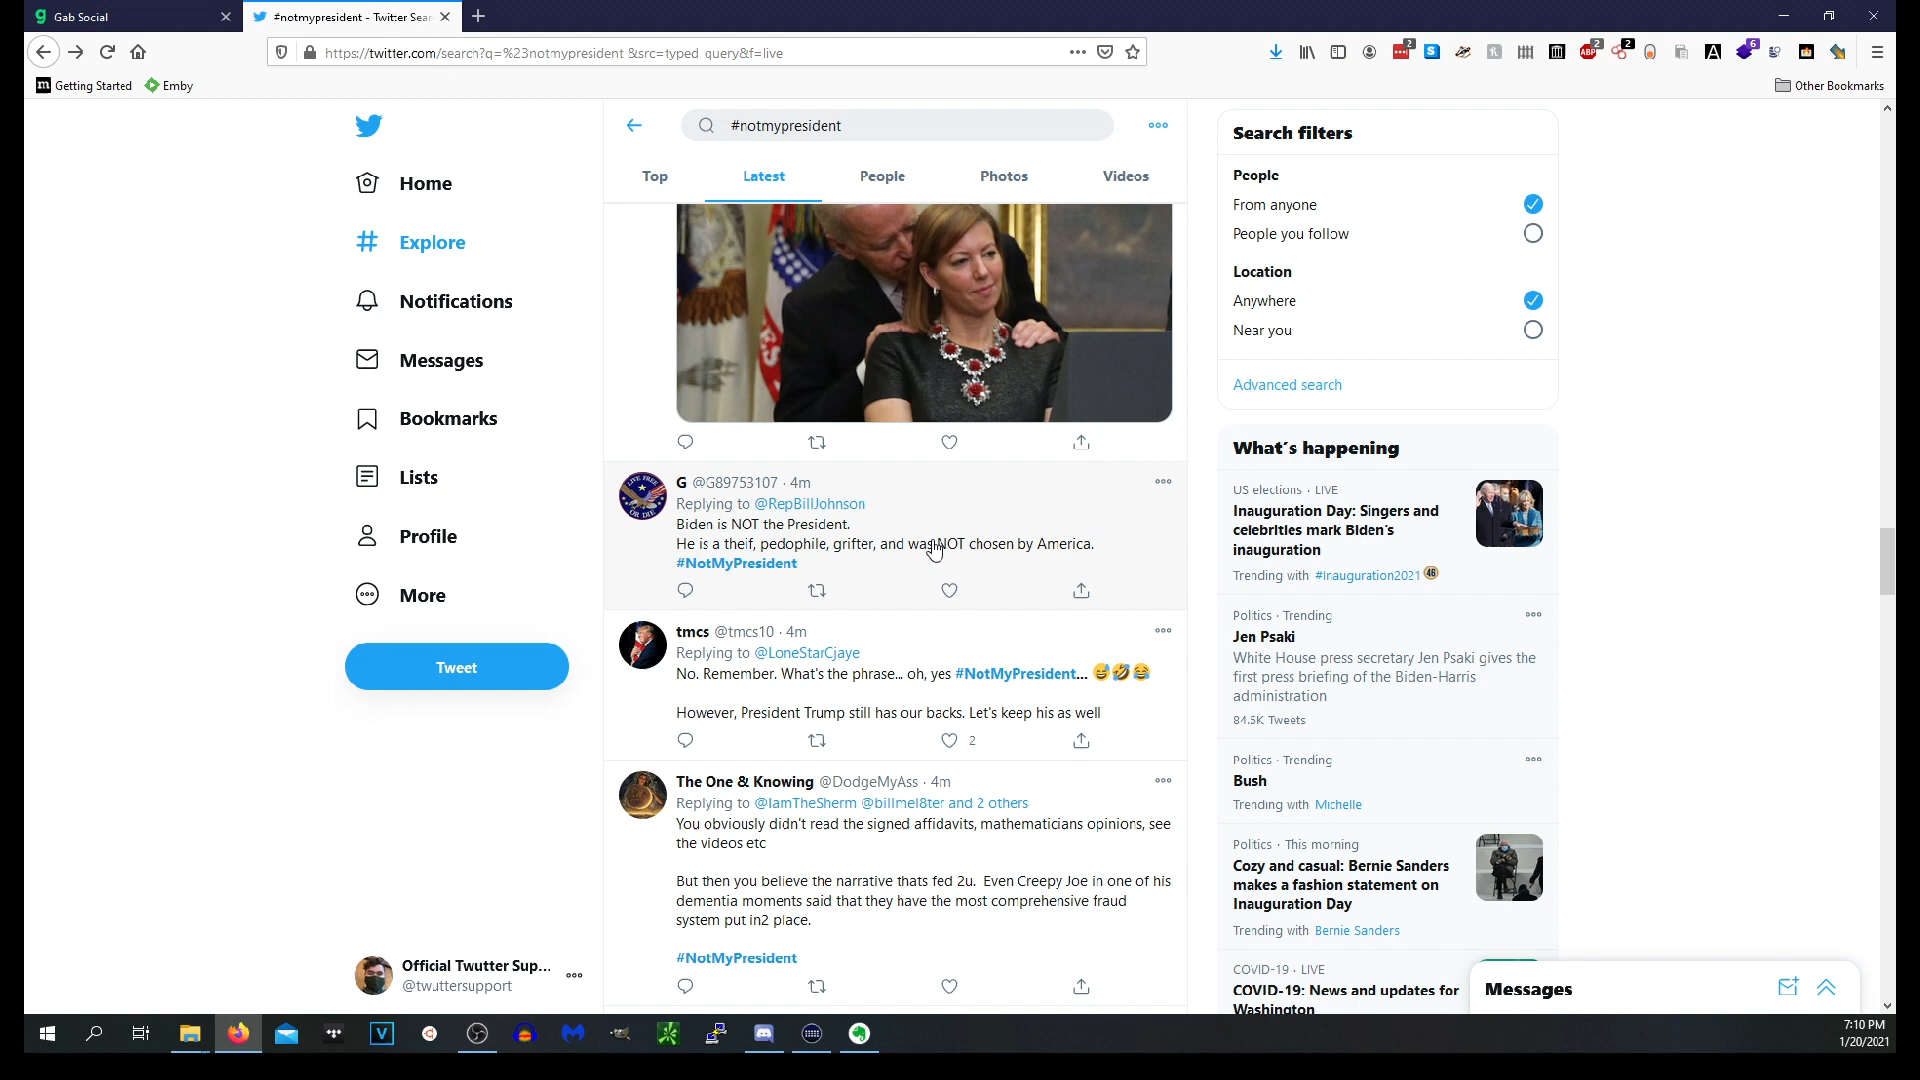 Gab Social
#notmypresident - Twitter Sear
https://twitter.com/search?q=%23notmypresident &src=typed_query&f=live
2
ABP
2
2
6
Getting Started
Emby
Other Bookmarks
#notmypresident
Top
Latest
People
Photos
Videos
Home
Explore
Notifications
Messages
Bookmarks
Lists
Profile
More
Tweet
Official Twutter Sup...
@twuttersupport
LIVE FREE
OR DIE
G @G89753107 · 4m
Replying to @RepBillJohnson
Biden is NOT the President.
He is a theif, pedophile, grifter, and was NOT chosen by America.
#NotMyPresident
tmcs @tmcs10 · 4m
Replying to @LoneStarCjaye
No. Remember. What's the phrase... oh, yes #NotMyPresident... 😅🤣😂
However, President Trump still has our backs. Let's keep his as well
2
The One & Knowing @DodgeMyAss · 4m
Replying to @IamTheSherm @billmel8ter and 2 others
You obviously didn't read the signed affidavits, mathematicians opinions, see
the videos etc
But then you believe the narrative thats fed 2u. Even Creepy Joe in one of his
dementia moments said that they have the most comprehensive fraud
system put in2 place.
#NotMyPresident
Search filters
People
From anyone
People you follow
Location
Anywhere
Near you
Advanced search
What's happening
US elections · LIVE
Inauguration Day: Singers and
celebrities mark Biden's
inauguration
Trending with #Inauguration2021 46
Politics · Trending
Jen Psaki
White House press secretary Jen Psaki gives the
first press briefing of the Biden-Harris
administration
84.5K Tweets
Politics · Trending
Bush
Trending with Michelle
Politics · This morning
Cozy and casual: Bernie Sanders
makes a fashion statement on
Inauguration Day
Trending with Bernie Sanders
COVID-19 · LIVE
COVID-19: News and updates for
Washington
Messages
7:10 PM
1/20/2021